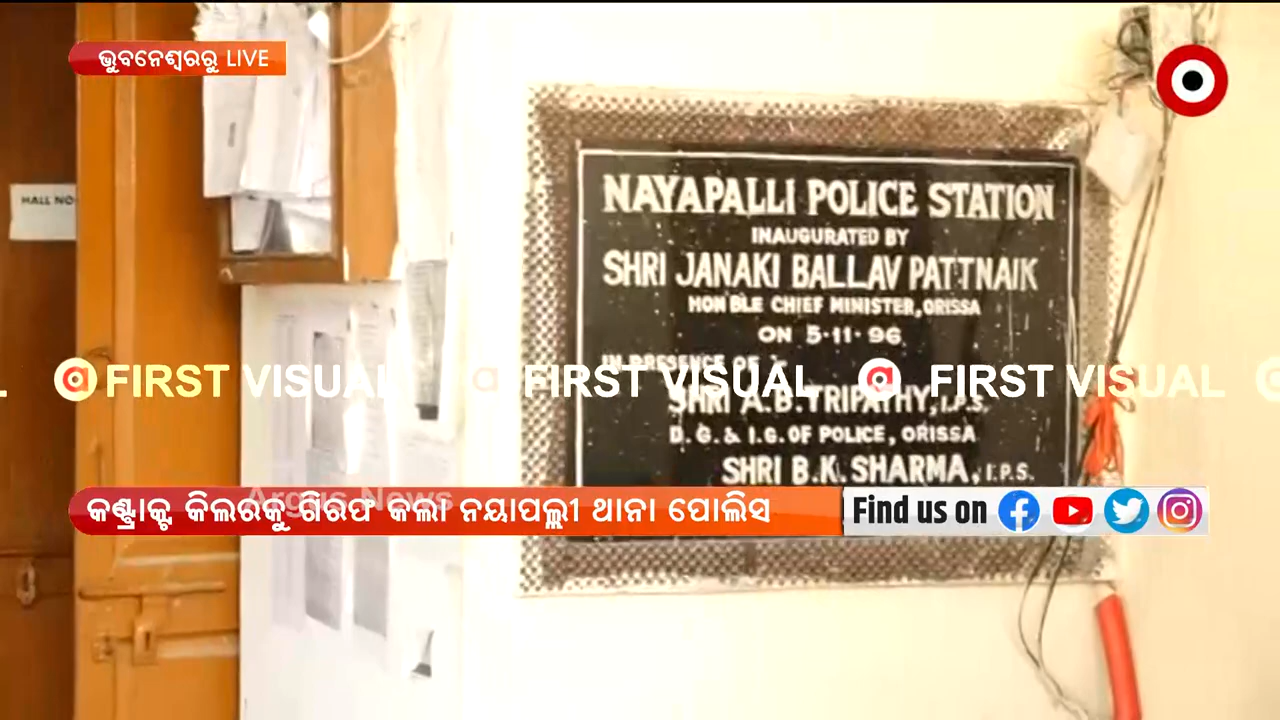 ଭୁବନେଶ୍ୱରରୁ LIVE
HALL NO
NAYAPALLI POLICE STATION
INAUGURATED BY
SHRI JANAKI BALLAV PATTNAIK
HON'BLE CHIEF MINISTER, ORISSA
ON 5-11-96
IN PRESENCE OF :-
FIRST VISUAL FIRST VISUAL FIRST VISUAL
SHRI A.B. TRIPATHY, I.P.S.
D.G. & I.G. OF POLICE, ORISSA
SHRI B.K. SHARMA, I.P.S.
Argus News
କଣ୍ଟ୍ରାକ୍ଟ କିଲରକୁ ଗିରଫ କଲା ନୟାପଲ୍ଲୀ ଥାନା ପୋଲିସ
Find us on